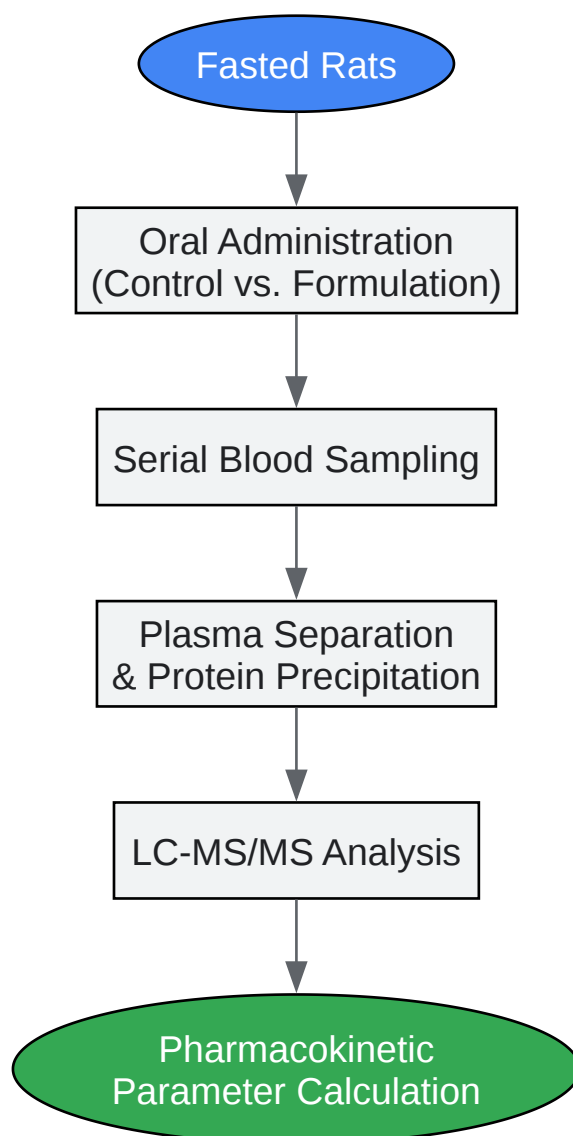 Fasted Rats
Oral Administration
(Control vs. Formulation)
Serial Blood Sampling
Plasma Separation
& Protein Precipitation
LC-MS/MS Analysis
Pharmacokinetic
Parameter Calculation